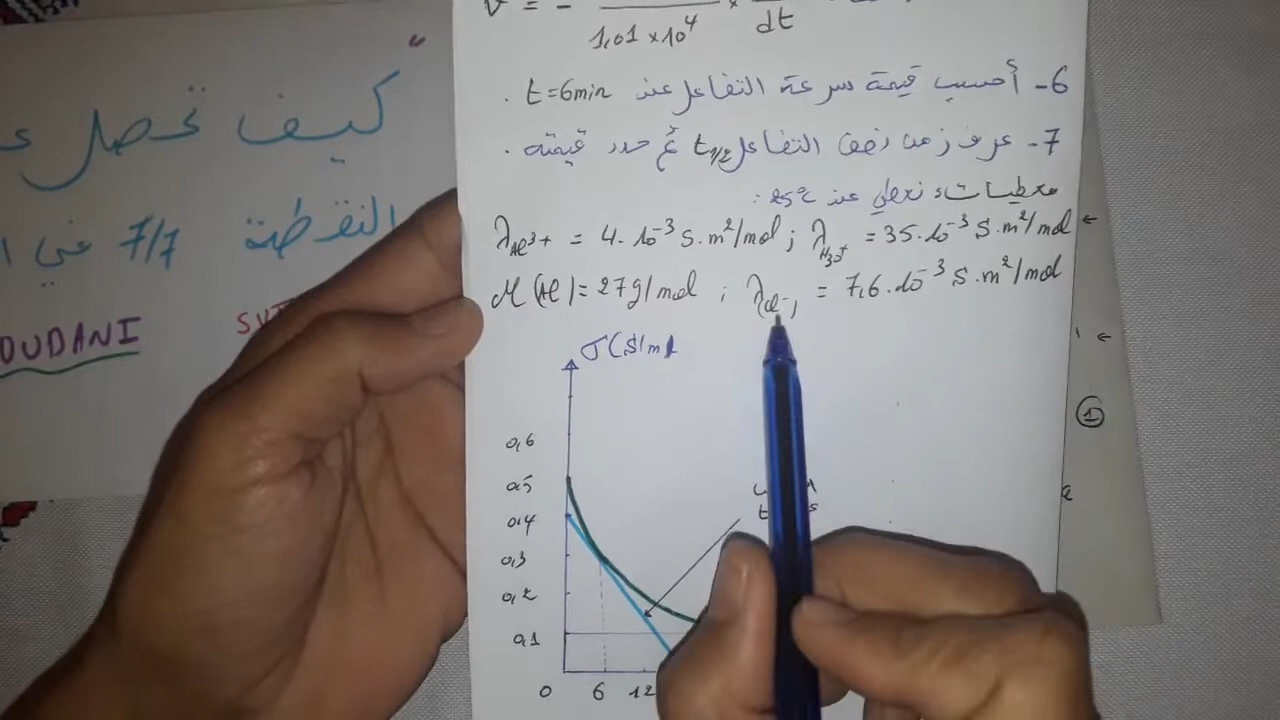 كيف تحصل ع
النقطة 7/7 في ا
DUDANI
V = -
1,01 × 10⁴ × dt
6- أحسب قيمة سرعة التفاعل عند t = 6min .
7- عرف زمن نصف التفاعل t1/2 ثم حدد قيمته .
معطيات: نعطي عند 25°C :
λAl³⁺ = 4.10⁻³ S.m²/mol ; λH₃O⁺ = 35.10⁻³ S.m²/mol
M(Al) = 27g/mol ; λ(Cl⁻) = 7,6.10⁻³ S.m²/mol
σ(S/m)
0,6
0,5
0,4
0,3
0,2
0,1
0 6 12
1